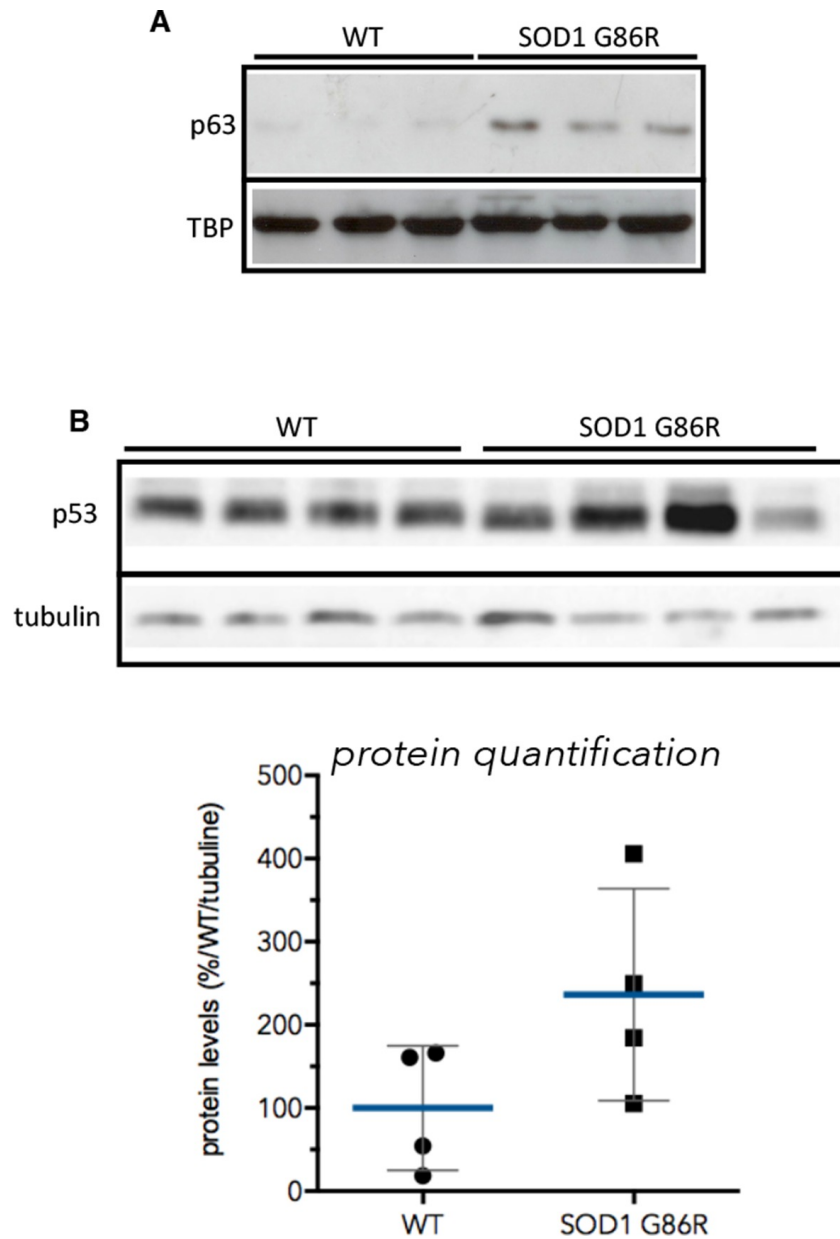 A
WT SOD1 G86R
p63
TBP
B
WT SOD1 G86R
p53
tubulin
protein quantification
protein levels (%/WT/tubuline)
500
400
300
200
100
0
WT SOD1 G86R